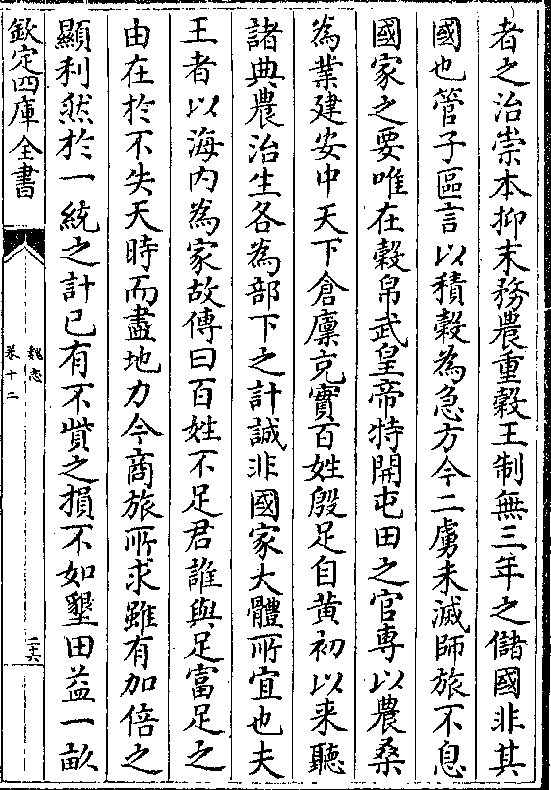 者之治崇本抑末務農重穀王制無三年之儲國非其
國也管子區言以積穀為急方今二虜未滅師旅不息
國家之要唯在穀帛武皇帝特開屯田之官專以農桑
為業建安中天下倉廩充實百姓殷足自黃初以来聽
諸典農治生各為部下之計誠非國家大體所宜也夫
王者以海内為家故傳曰百姓不足君誰與足富足之
由在於不失天時而盡地力今商旅所求雖有加倍之
顯利然於一統之計已有不貲之損不如墾田益一畝
欽定四庫全書
魏志
卷十二
二六